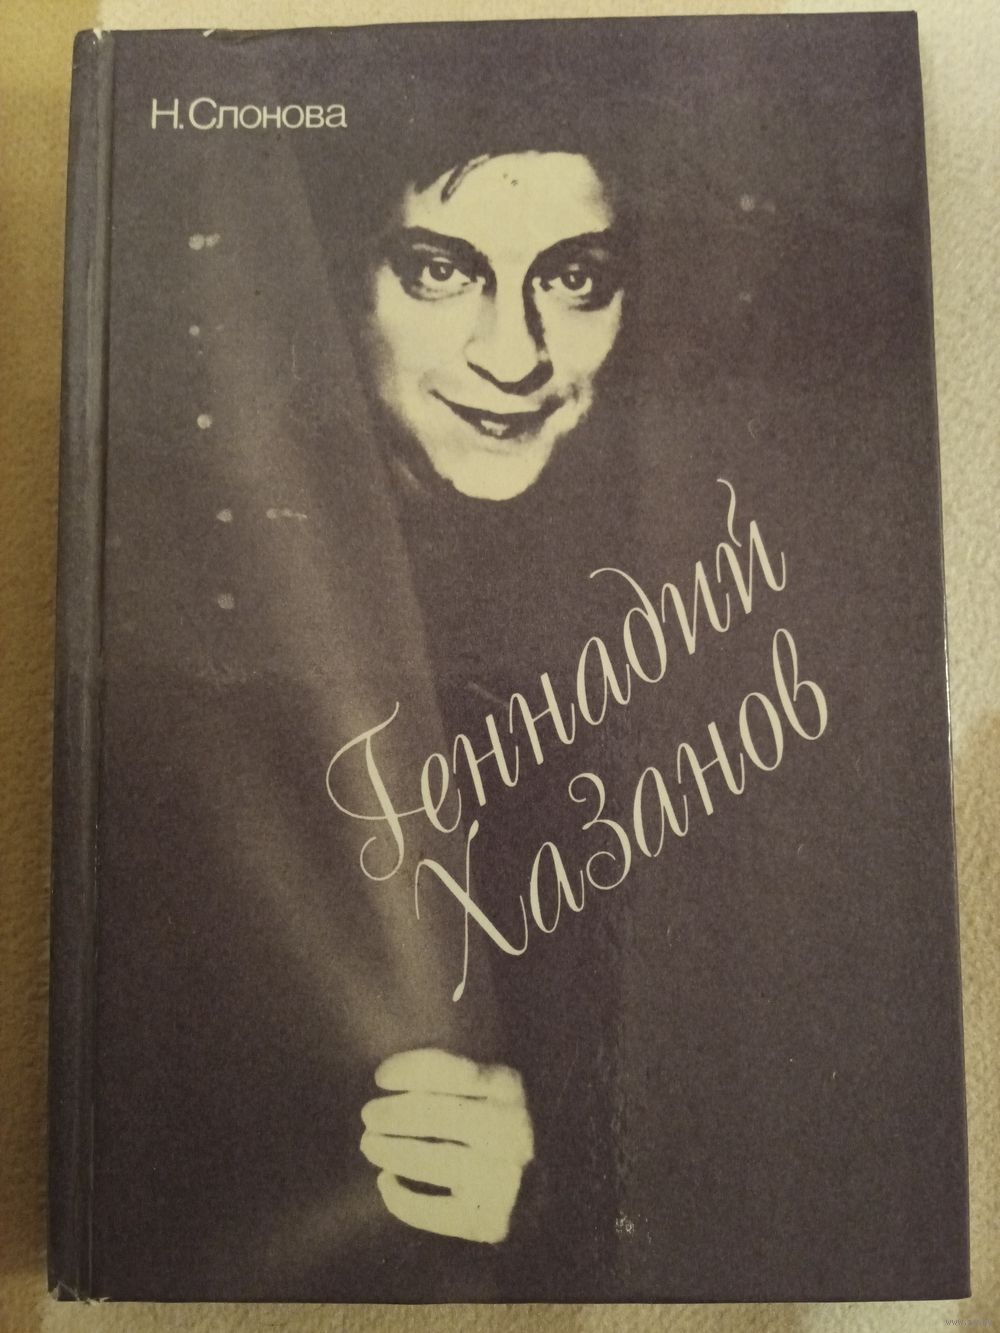 Н. Слонова
Геннадий
Хазанов